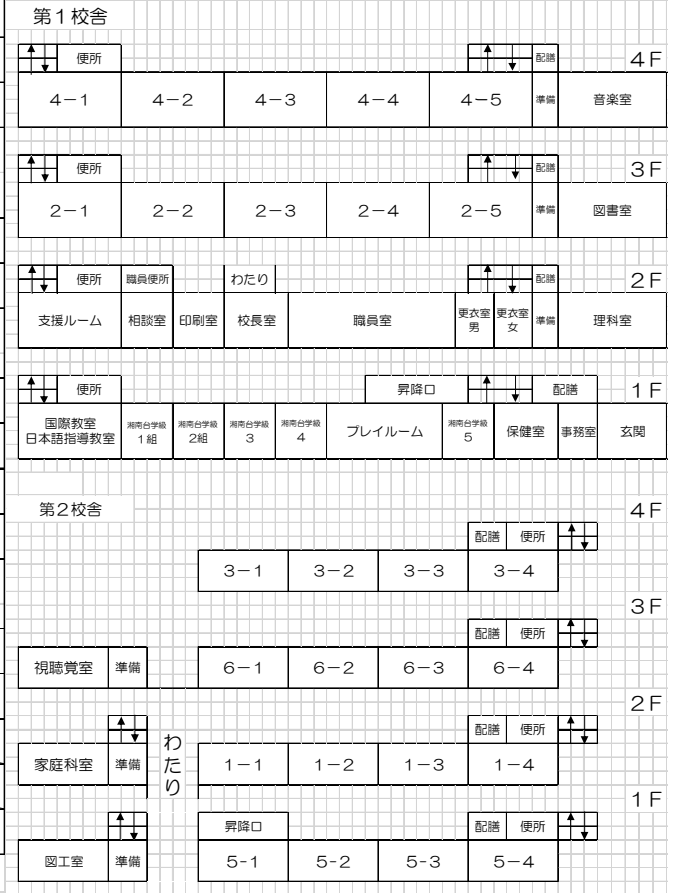 第1校舎
便所
配膳
4F
4-1
4-2
4-3
4-4
4-5
準備
音楽室
便所
配膳
3F
2-1
2-2
2-3
2-4
2-5
準備
図書室
便所
職員便所
わたり
配膳
2F
支援ルーム
相談室
印刷室
校長室
職員室
更衣室
男
更衣室
女
準備
理科室
便所
昇降口
配膳
1F
国際教室
日本語指導教室
湘南台学級
1組
湘南台学級
2組
湘南台学級
3
湘南台学級
4
プレイルーム
湘南台学級
5
保健室
事務室
玄関
第2校舎
4F
配膳
便所
3-1
3-2
3-3
3-4
3F
配膳
便所
視聴覚室
準備
6-1
6-2
6-3
6-4
2F
配膳
便所
わたり
家庭科室
準備
1-1
1-2
1-3
1-4
1F
昇降口
配膳
便所
図工室
準備
5-1
5-2
5-3
5-4